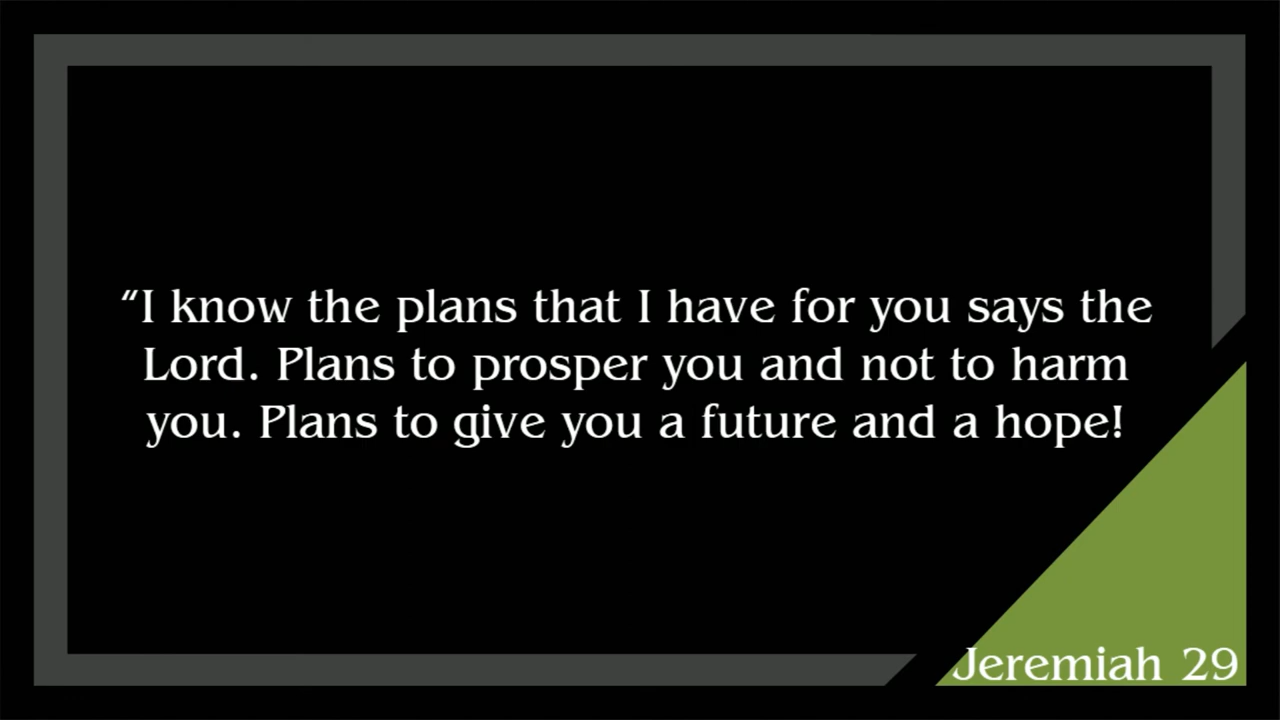 “I know the plans that I have for you says the
Lord. Plans to prosper you and not to harm
you. Plans to give you a future and a hope!
Jeremiah 29